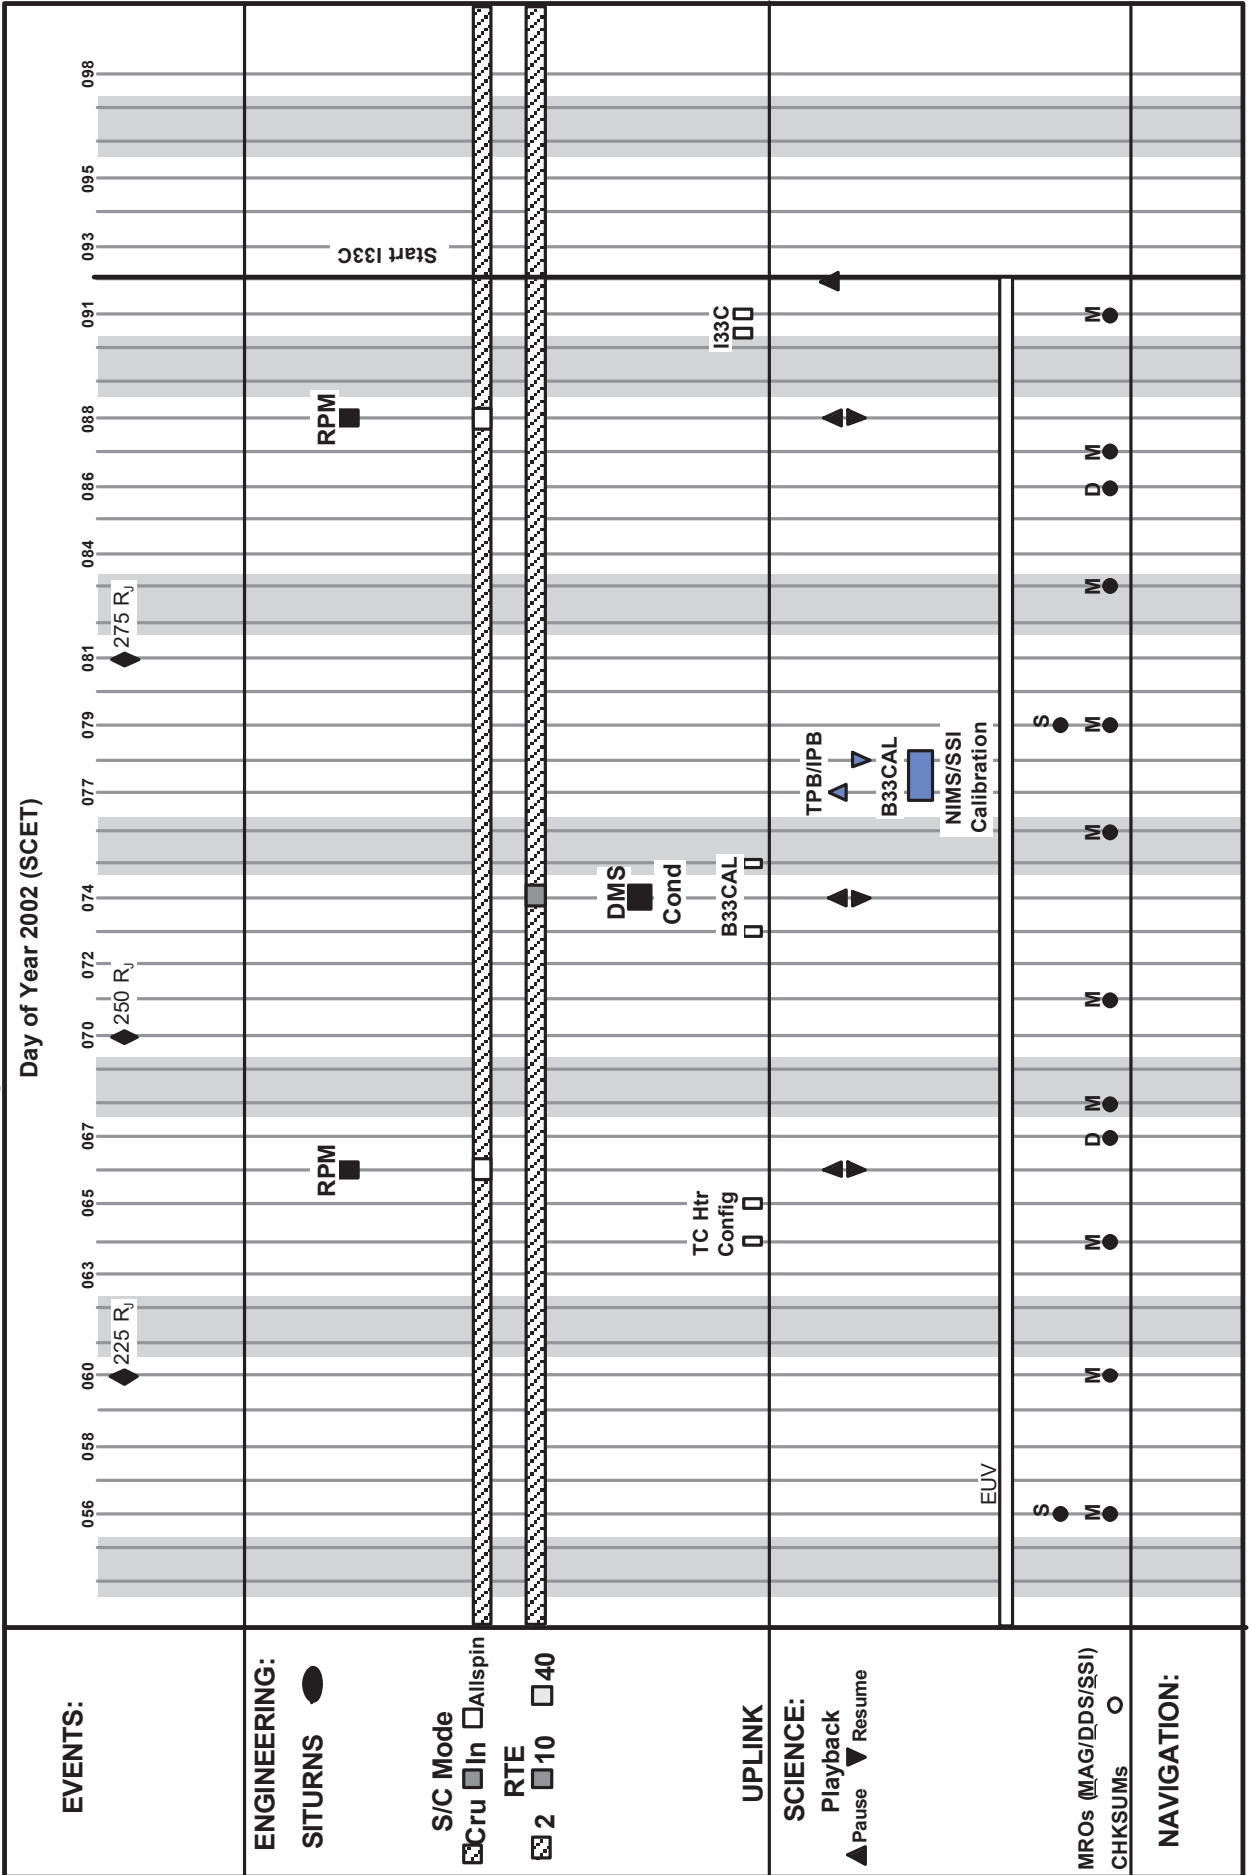 Day of Year 2002 (SCET)
EVENTS:
056
058
060
063
065
067
070
072
074
077
079
081
084
086
088
091
093
095
098
225 RJ
250 RJ
275 RJ
ENGINEERING:
SITURNS
RPM
RPM
Start I33C
S/C Mode
Cru In Allspin
RTE
2 10 40
DMS
Cond
UPLINK
TC Htr
Config
B33CAL
I33C
SCIENCE:
Playback
Pause Resume
TPB/IPB
B33CAL
NIMS/SSI
Calibration
EUV
S
S
MROs (MAG/DDS/SSI)
M
M
M
D
M
M
M
M
M
D
M
M
CHKSUMs
NAVIGATION: